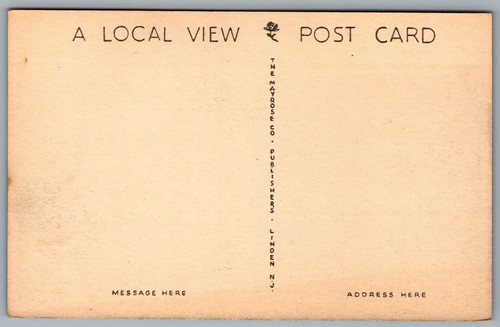 A LOCAL VIEW POST CARD
THE MAYROSE CO. PUBLISHERS. LINDEN N.J.
MESSAGE HERE
ADDRESS HERE